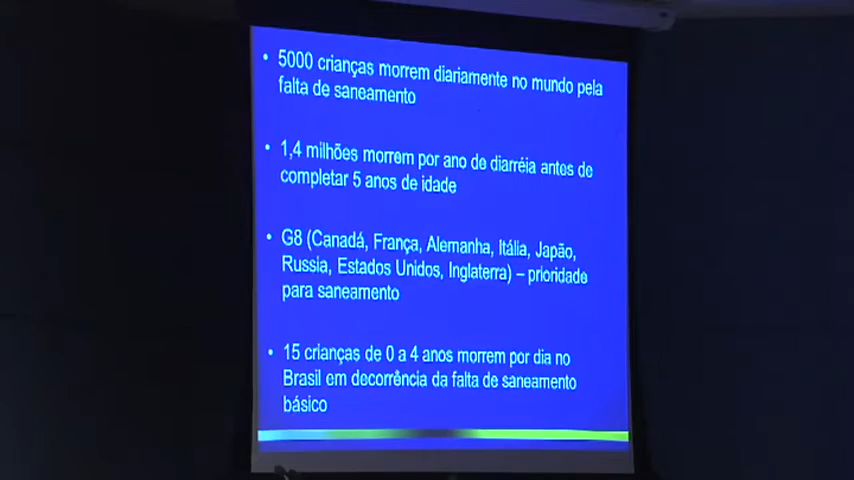 • 5000 crianças morrem diariamente no mundo pela
falta de saneamento
• 1,4 milhões morrem por ano de diarréia antes de
completar 5 anos de idade
• G8 (Canadá, França, Alemanha, Itália, Japão,
Russia, Estados Unidos, Inglaterra) – prioridade
para saneamento
• 15 crianças de 0 a 4 anos morrem por dia no
Brasil em decorrência da falta de saneamento
básico